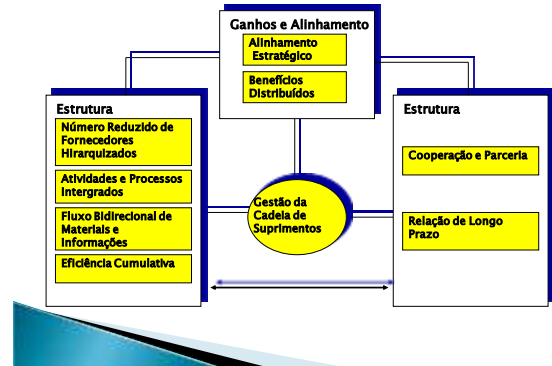 Ganhos e Alinhamento
Alinhamento
Estratégico
Benefícios
Distribuídos
Estrutura
Número Reduzido de
Fornecedores
Hirarquizados
Atividades e Processos
Intergrados
Fluxo Bidirecional de
Materiais e
Informações
Eficiência Cumulativa
Gestão da
Cadeia de
Suprimentos
Estrutura
Cooperação e Parceria
Relação de Longo
Prazo